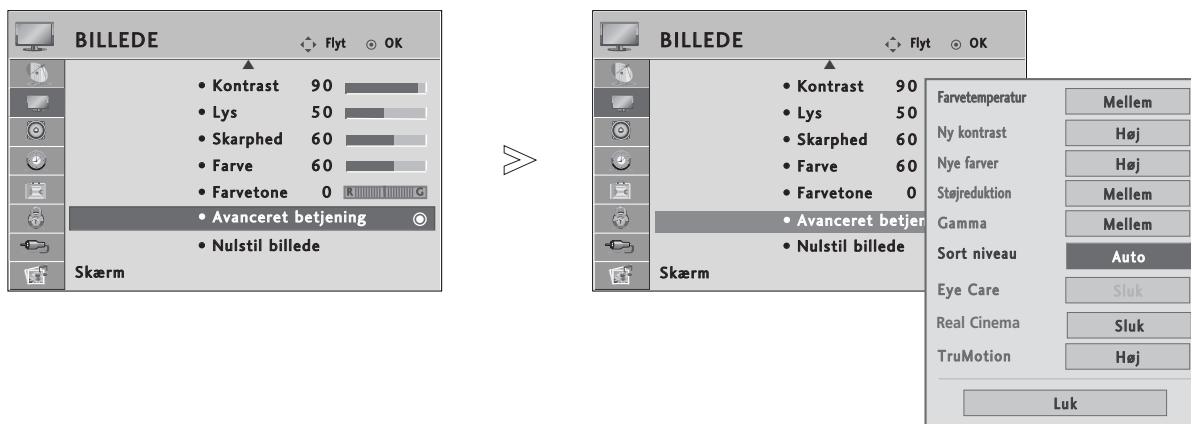 BILLEDE Flyt OK
• Kontrast 90
• Lys 50
• Skarphed 60
• Farve 60
• Farvetone 0 R G
• Avanceret betjening
• Nulstil billede
Skærm
BILLEDE Flyt OK
• Kontrast 90
• Lys 50
• Skarphed 60
• Farve 60
• Farvetone 0
• Avanceret betjen
• Nulstil billede
Skærm
Farvetemperatur Mellem
Ny kontrast Høj
Nye farver Høj
Støjreduktion Mellem
Gamma Mellem
Sort niveau Auto
Eye Care Sluk
Real Cinema Sluk
TruMotion Høj
Luk